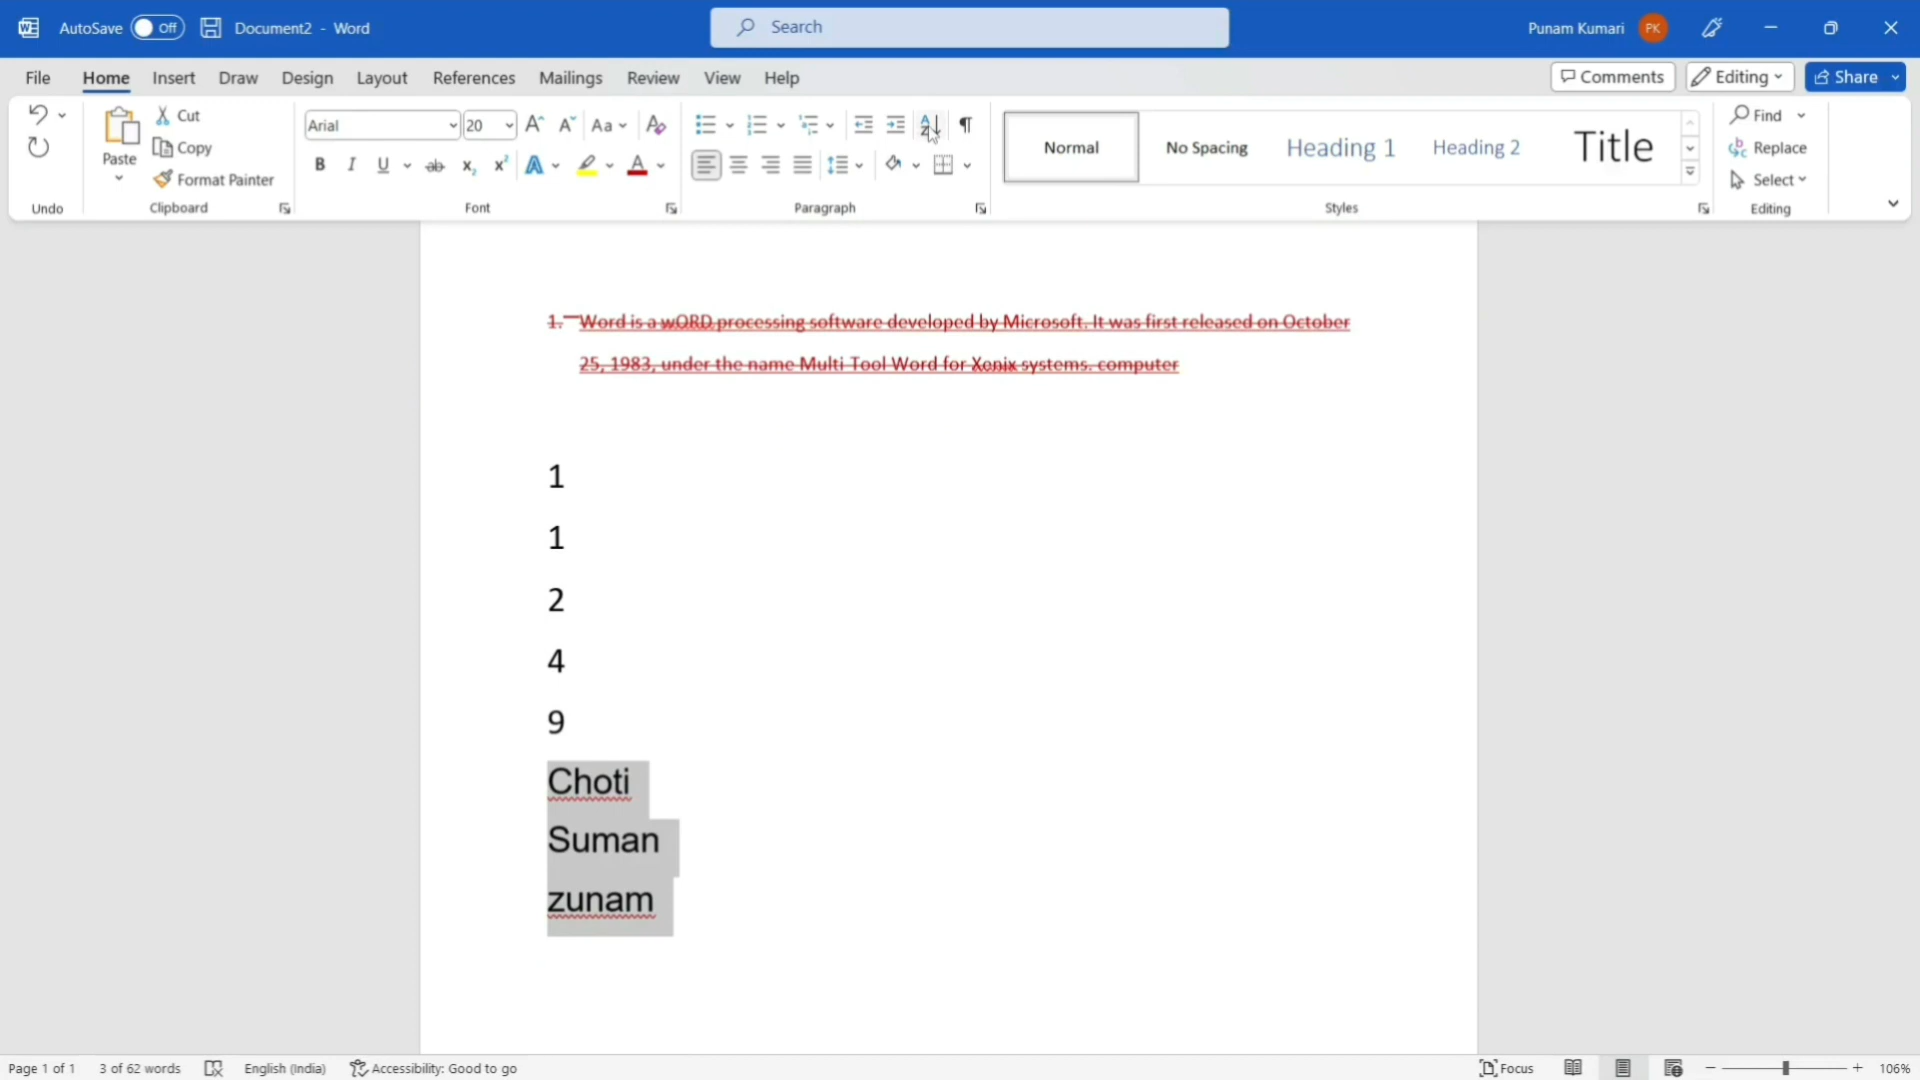 AutoSave Off Document2 - Word Search Punam Kumari PK
File Home Insert Draw Design Layout References Mailings Review View Help Comments Editing Share
Paste Cut Copy Format Painter
Arial 20 Aa
B I U ab x₂ x² A A
Normal No Spacing Heading 1 Heading 2 Title
Find Replace Select
Undo Clipboard Font Paragraph Styles Editing
1. Word is a wORD processing software developed by Microsoft. It was first released on October
25, 1983, under the name Multi Tool Word for Xenix systems. computer
1
1
2
4
9
Choti
Suman
zunam
Page 1 of 1 3 of 62 words English (India) Accessibility: Good to go Focus 106%